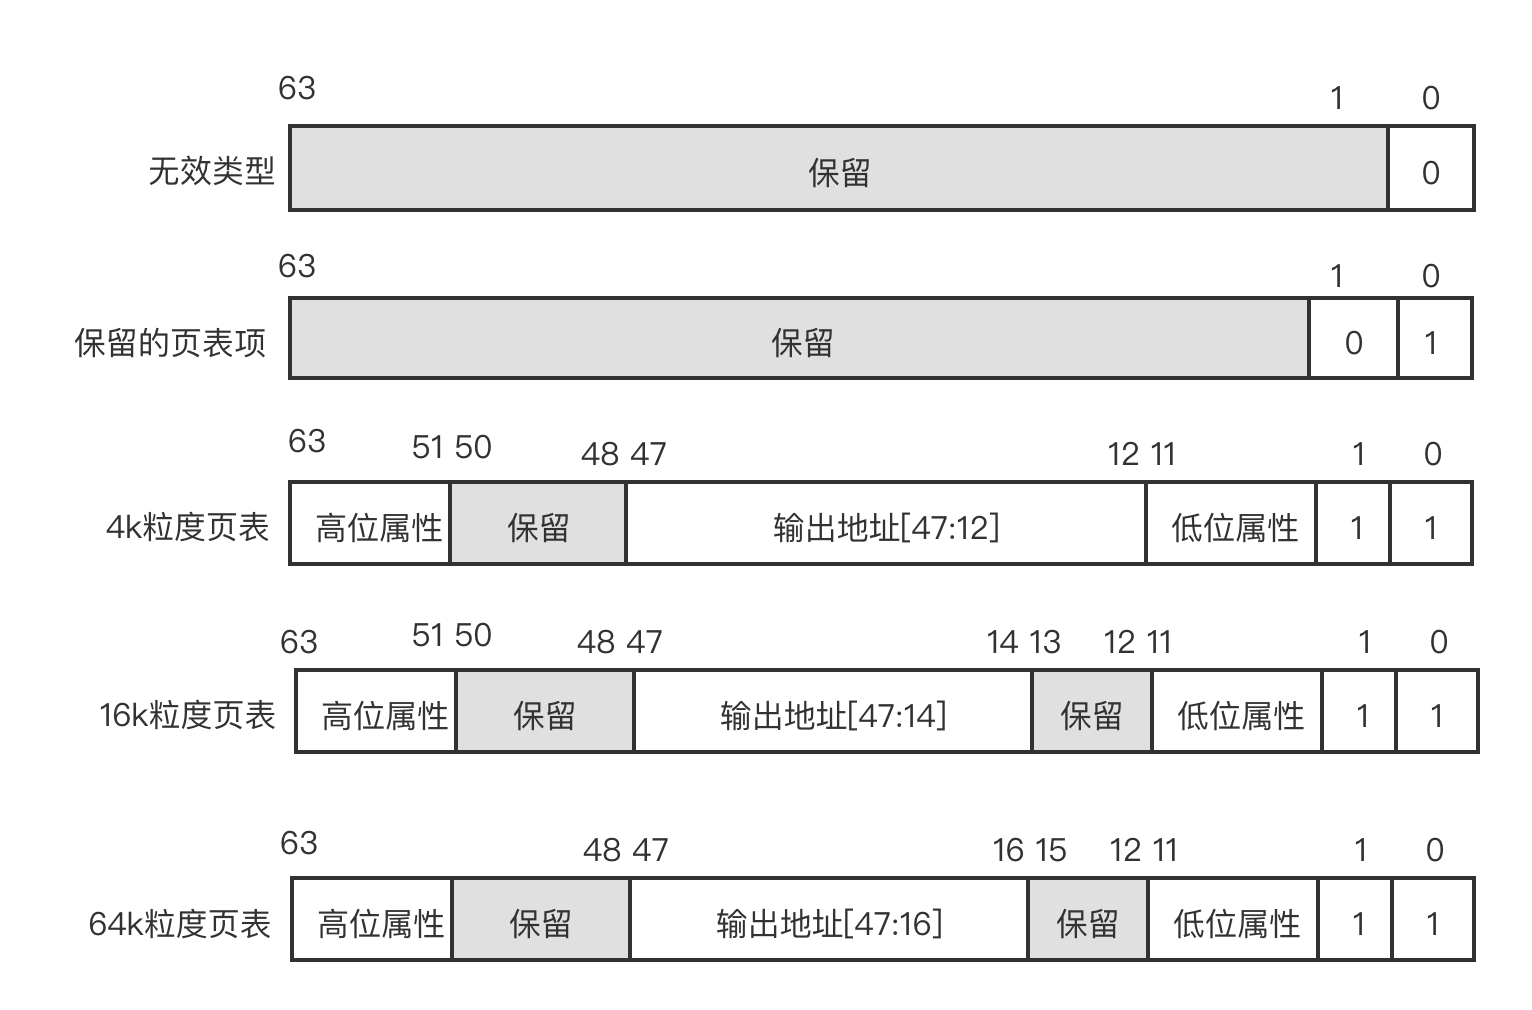 63 1 0
无效类型 保留 0
63 1 0
保留的页表项 保留 0 1
63 51 50 48 47 12 11 1 0
4k粒度页表 高位属性 保留 输出地址[47:12] 低位属性 1 1
63 51 50 48 47 14 13 12 11 1 0
16k粒度页表 高位属性 保留 输出地址[47:14] 保留 低位属性 1 1
63 48 47 16 15 12 11 1 0
64k粒度页表 高位属性 保留 输出地址[47:16] 保留 低位属性 1 1